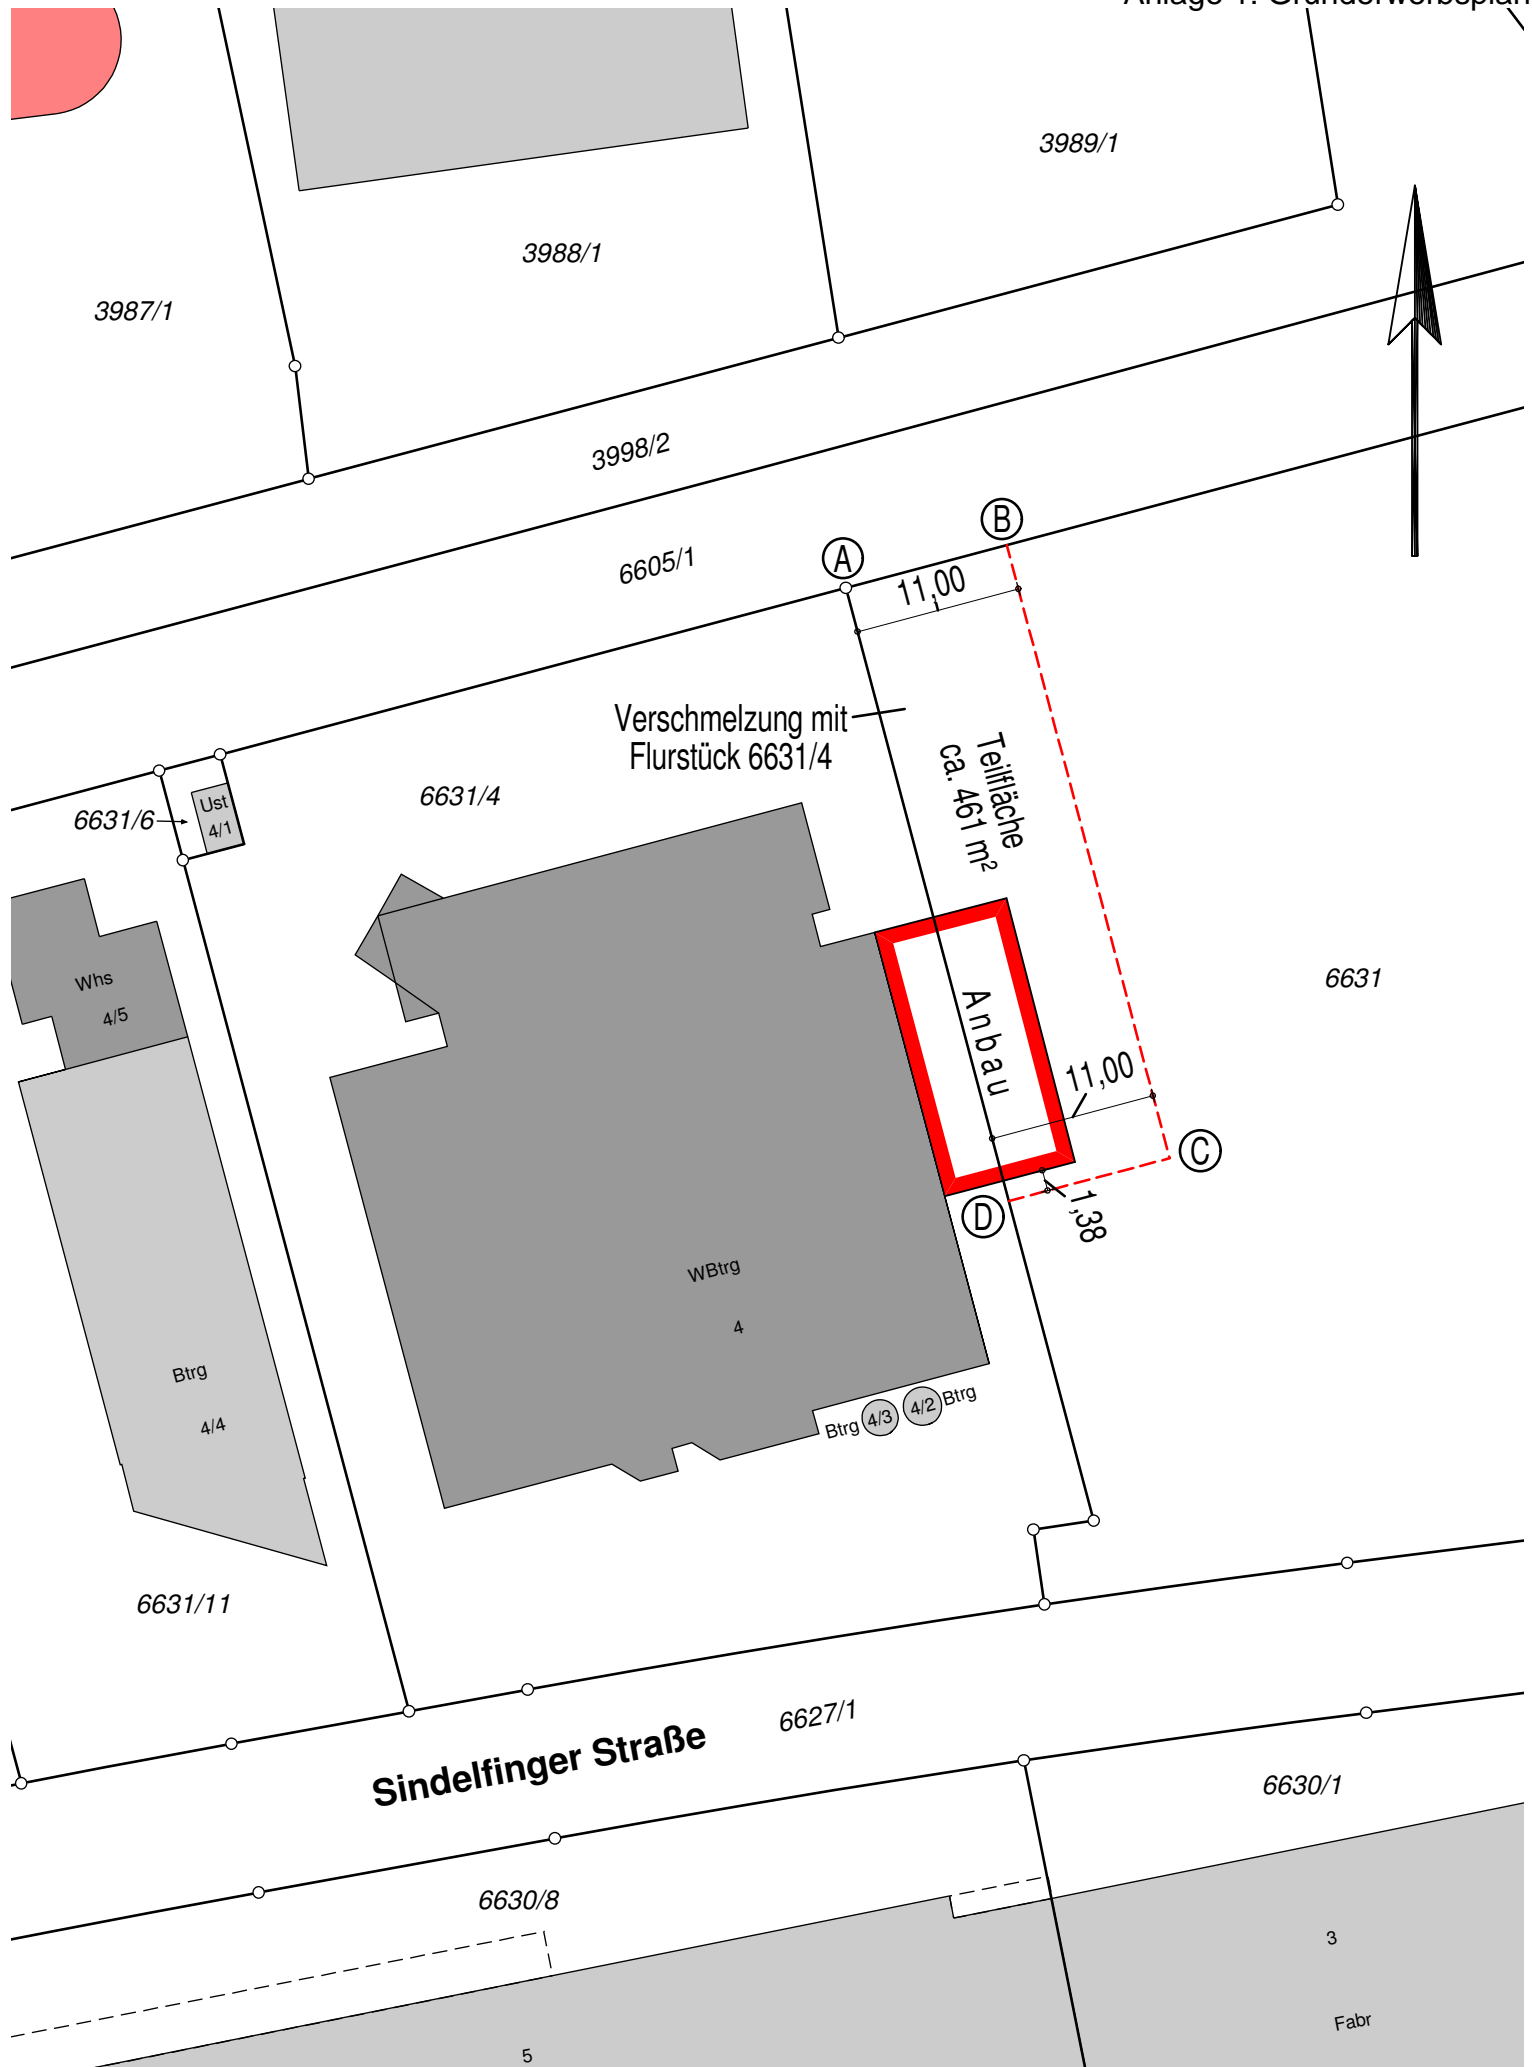 Anlage 1: Grunderwerbsplan
3989/1
3988/1
3987/1
3998/2
B
A
6605/1
11,00
Verschmelzung mit
Flurstück 6631/4
Teilfläche
ca. 461 m²
6631/4
Ust
4/1
6631/6
Whs
4/5
6631
Anbau
11,00
C
D
1,38
WBtrg
4
Btrg
4/4
Btrg
4/3
4/2
Btrg
6631/11
6627/1
Sindelfinger Straße
6630/1
6630/8
3
Fabr
5